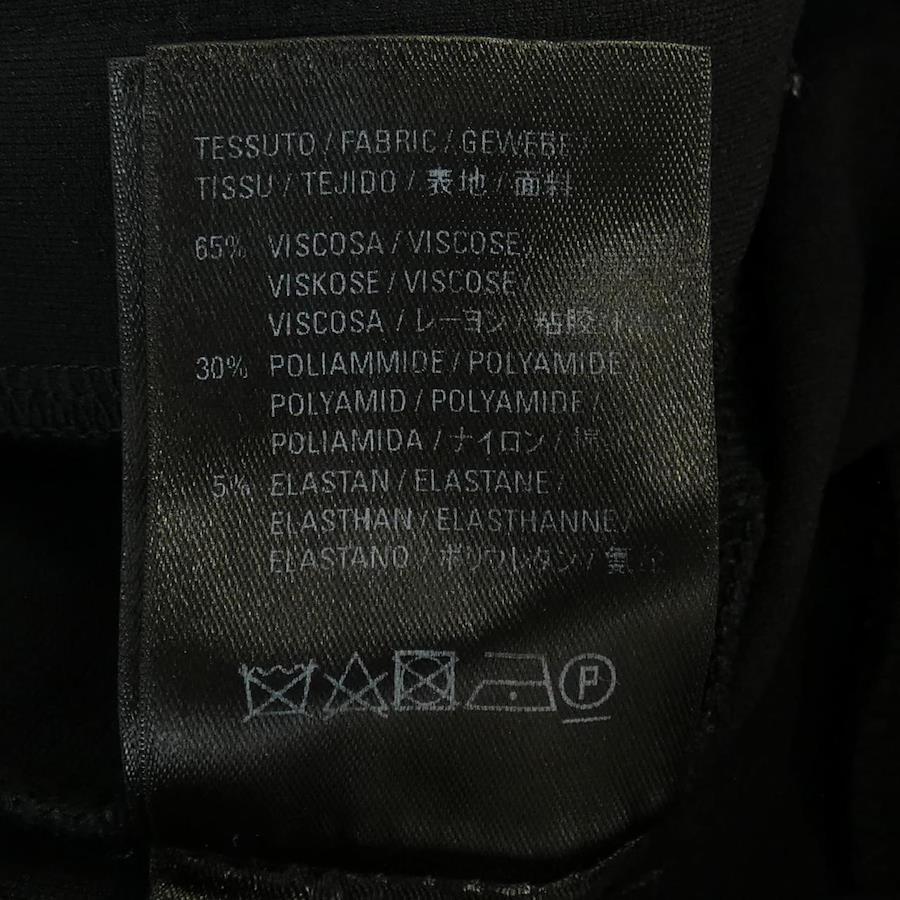 TESSUTO / FABRIC / GEWEBE /
TISSU / TEJIDO / 表地 / 面料
65% VISCOSA / VISCOSE /
VISKOSE / VISCOSE /
VISCOSA / レーヨン / 粘胶
30% POLIAMMIDE / POLYAMIDE /
POLYAMID / POLYAMIDE /
POLIAMIDA / ナイロン /
5% ELASTAN / ELASTANE /
ELASTHAN / ELASTHANNE /
ELASTANO / ポリウレタン /
P